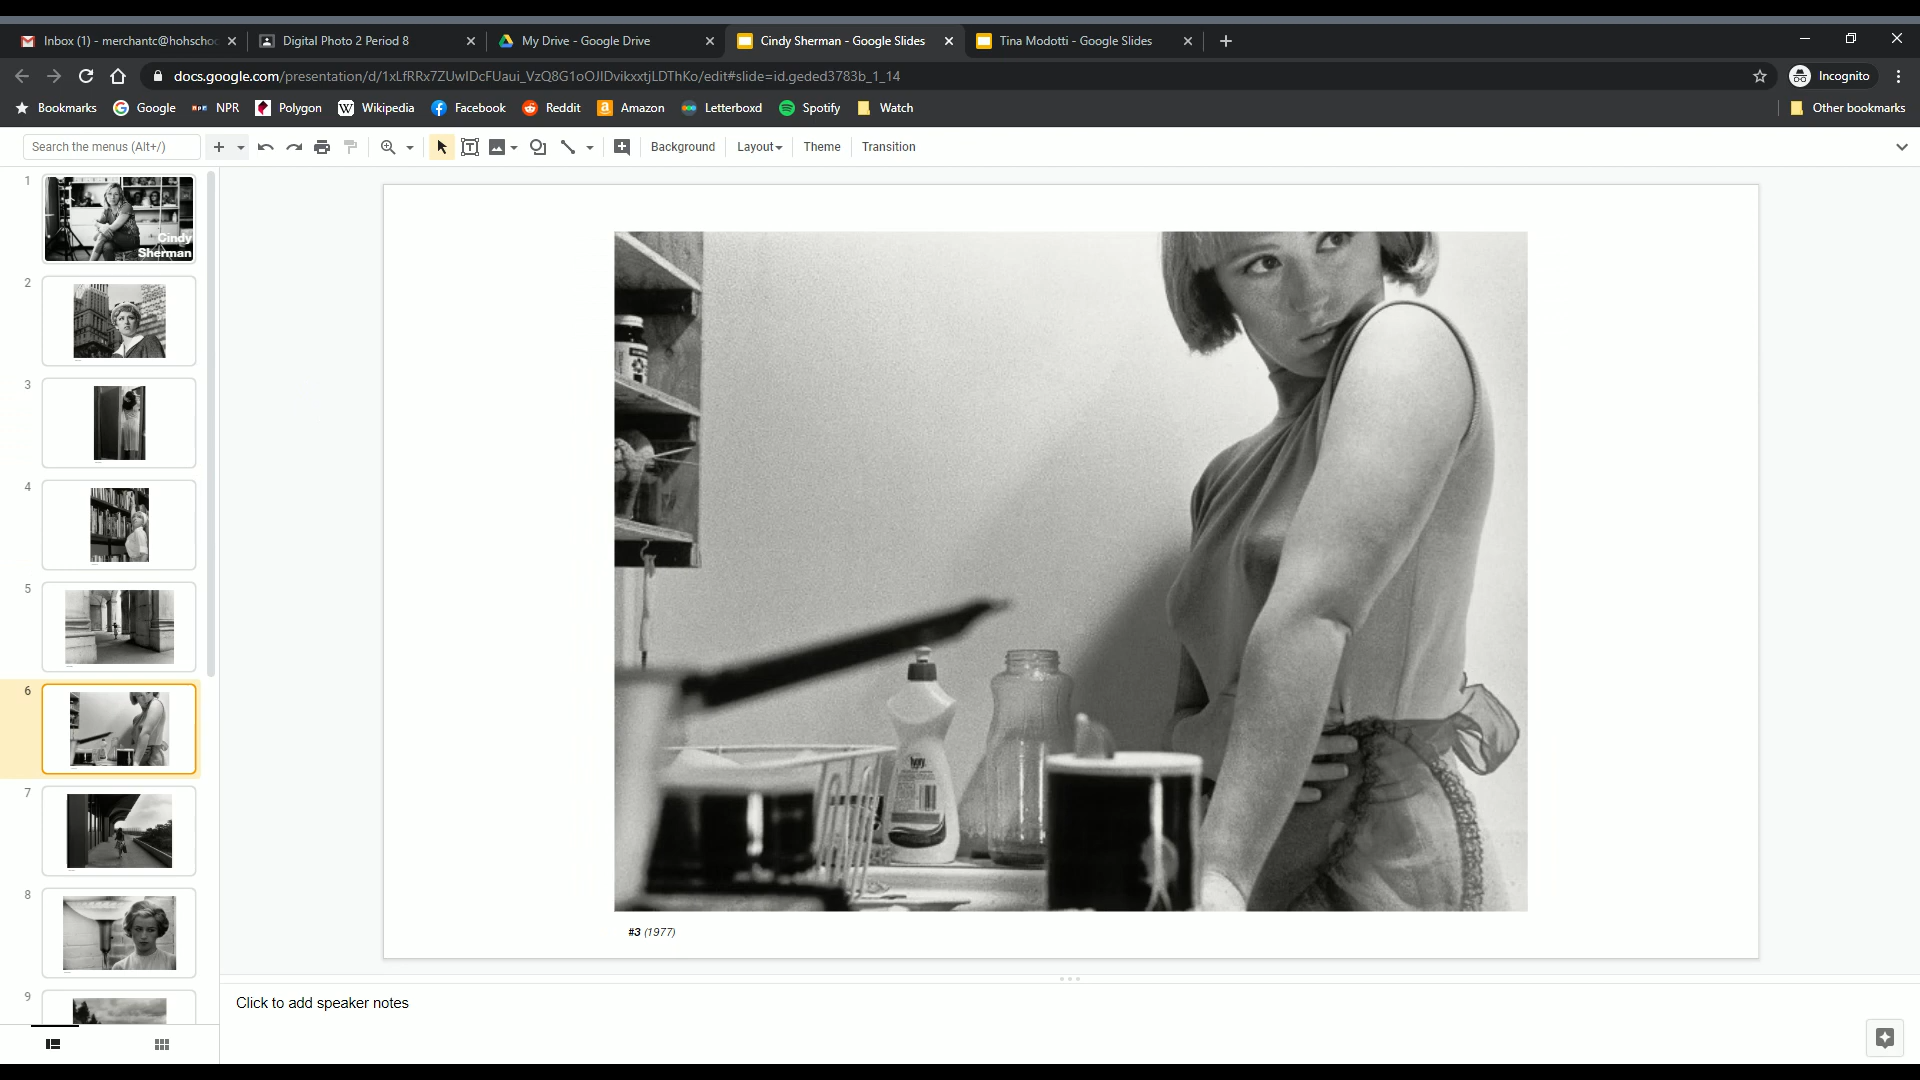 Inbox (1) - merchantc@hohschoo
Digital Photo 2 Period 8
My Drive - Google Drive
Cindy Sherman - Google Slides
Tina Modotti - Google Slides
docs.google.com/presentation/d/1xLfRRx7ZUwIDcFUaui_VzQ8G1oOJIDvikxxtjLDThKo/edit#slide=id.geded3783b_1_14
Incognito
Bookmarks
Google
NPR
Polygon
Wikipedia
Facebook
Reddit
Amazon
Letterboxd
Spotify
Watch
Other bookmarks
Search the menus (Alt+/)
Background
Layout
Theme
Transition
1
Cindy
Sherman
2
3
4
5
6
7
8
9
Ivory
#3 (1977)
Click to add speaker notes